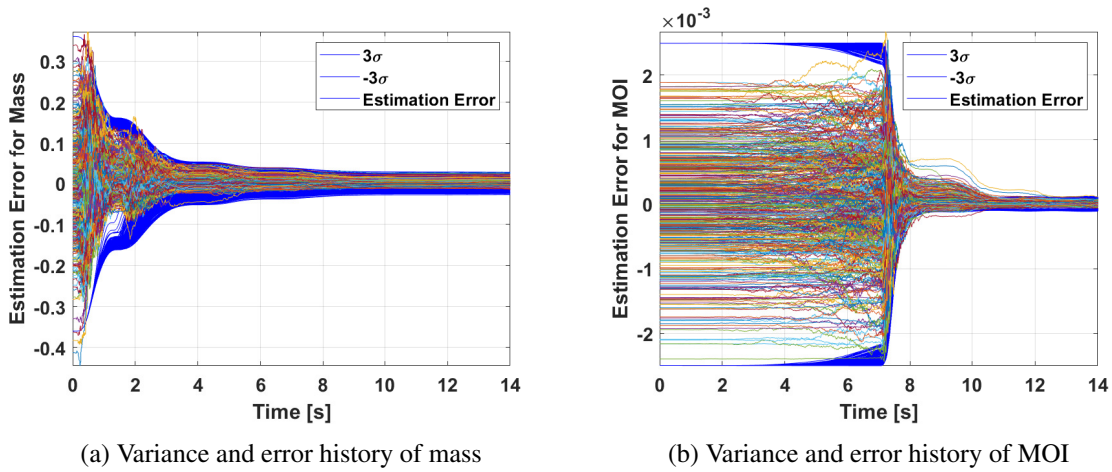 0.3
0.2
0.1
0
-0.1
-0.2
-0.3
-0.4
Estimation Error for Mass
3σ
-3σ
Estimation Error
0 2 4 6 8 10 12 14
Time [s]
(a) Variance and error history of mass
×10⁻³
2
1
0
-1
-2
Estimation Error for MOI
3σ
-3σ
Estimation Error
0 2 4 6 8 10 12 14
Time [s]
(b) Variance and error history of MOI